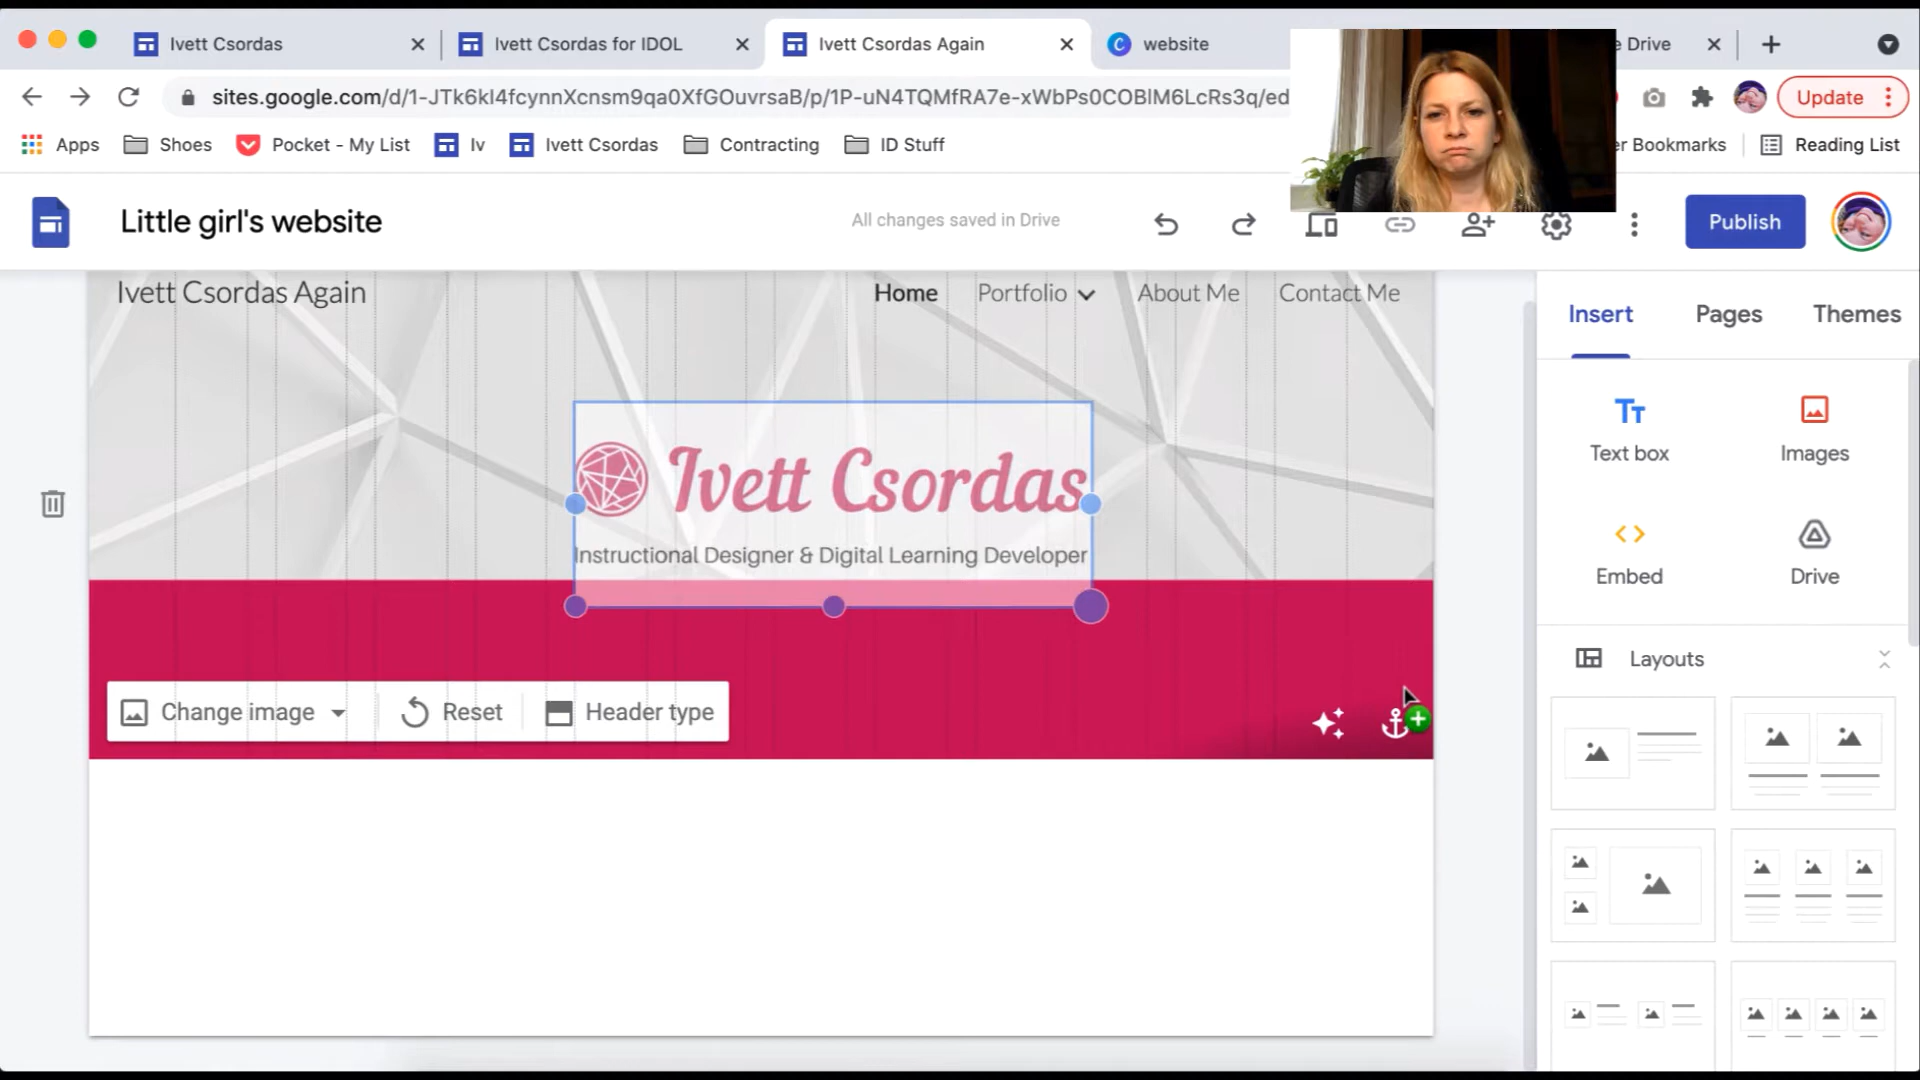 Ivett Csordas
Ivett Csordas for IDOL
Ivett Csordas Again
website
e Drive
sites.google.com/d/1-JTk6kI4fcynnXcnsm9qa0XfGOuvrsaB/p/1P-uN4TQMfRA7e-xWbPs0COBlM6LcRs3q/ed
Update
Apps
Shoes
Pocket - My List
Iv
Ivett Csordas
Contracting
ID Stuff
er Bookmarks
Reading List
Little girl's website
All changes saved in Drive
Publish
Ivett Csordas Again
Home
Portfolio
About Me
Contact Me
Insert
Pages
Themes
Ivett Csordas
Instructional Designer & Digital Learning Developer
Text box
Images
Embed
Drive
Layouts
Change image
Reset
Header type